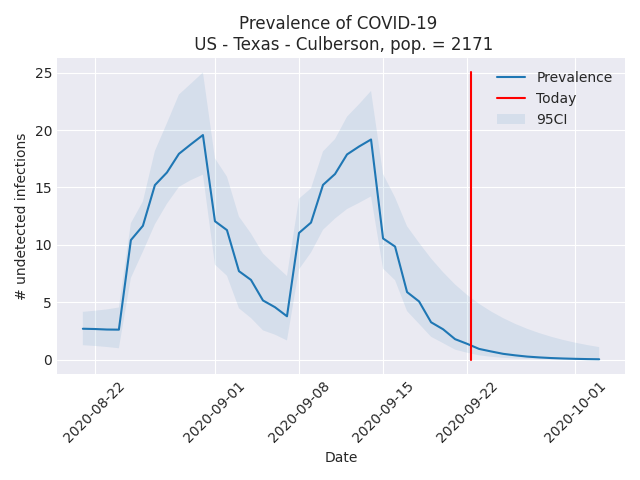 Prevalence of COVID-19
US - Texas - Culberson, pop. = 2171
# undetected infections
25
20
15
10
5
0
Prevalence
Today
95CI
2020-08-22
2020-09-01
2020-09-08
2020-09-15
2020-09-22
2020-10-01
Date